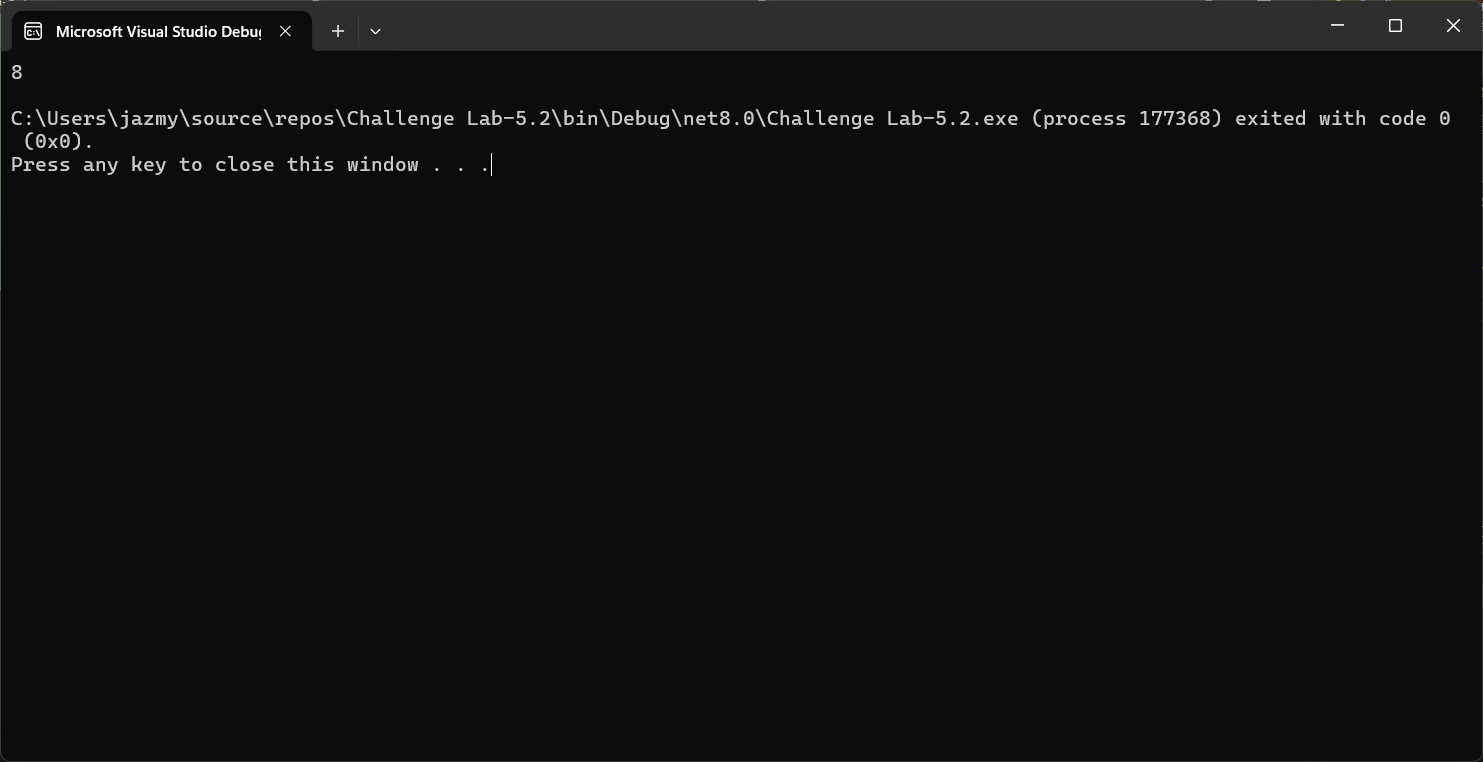 Microsoft Visual Studio Debug
8
C:\Users\jazmy\source\repos\Challenge Lab-5.2\bin\Debug\net8.0\Challenge Lab-5.2.exe (process 177368) exited with code 0
(0x0).
Press any key to close this window . . .